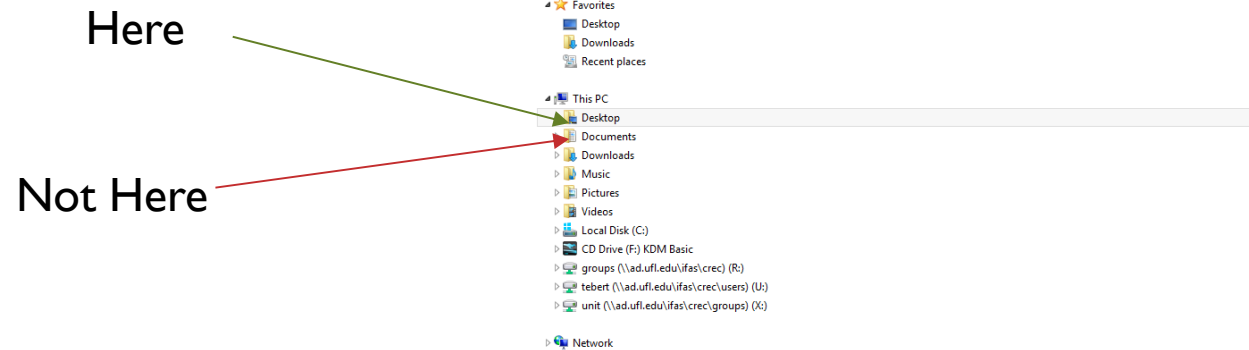 Here
Not Here
Favorites
Desktop
Downloads
Recent places
This PC
Desktop
Documents
Downloads
Music
Pictures
Videos
Local Disk (C:)
CD Drive (F:) KDM Basic
groups (\\ad.ufl.edu\ifas\crec) (R:)
tebert (\\ad.ufl.edu\ifas\crec\users) (U:)
unit (\\ad.ufl.edu\ifas\crec\groups) (X:)
Network